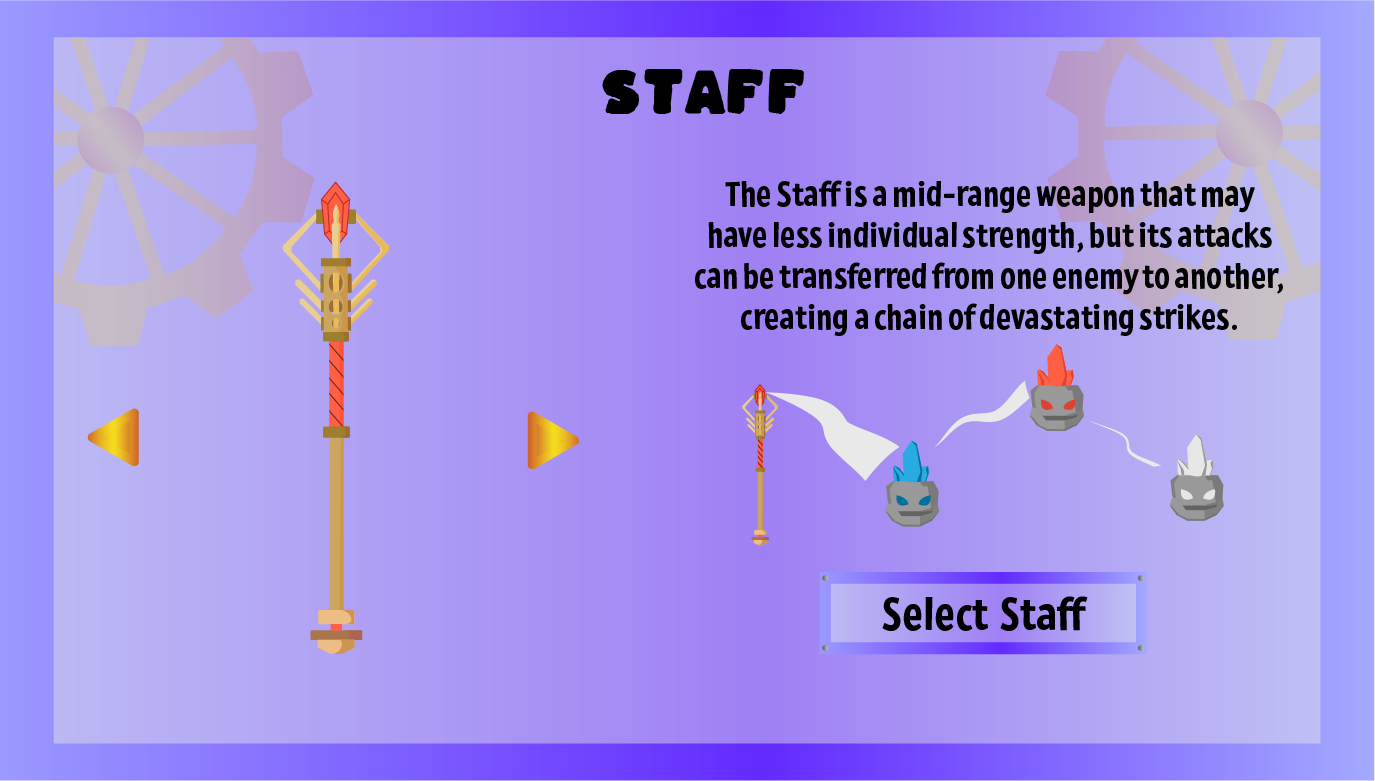 STAFF
The Staff is a mid-range weapon that may
have less individual strength, but its attacks
can be transferred from one enemy to another,
creating a chain of devastating strikes.
Select Staff